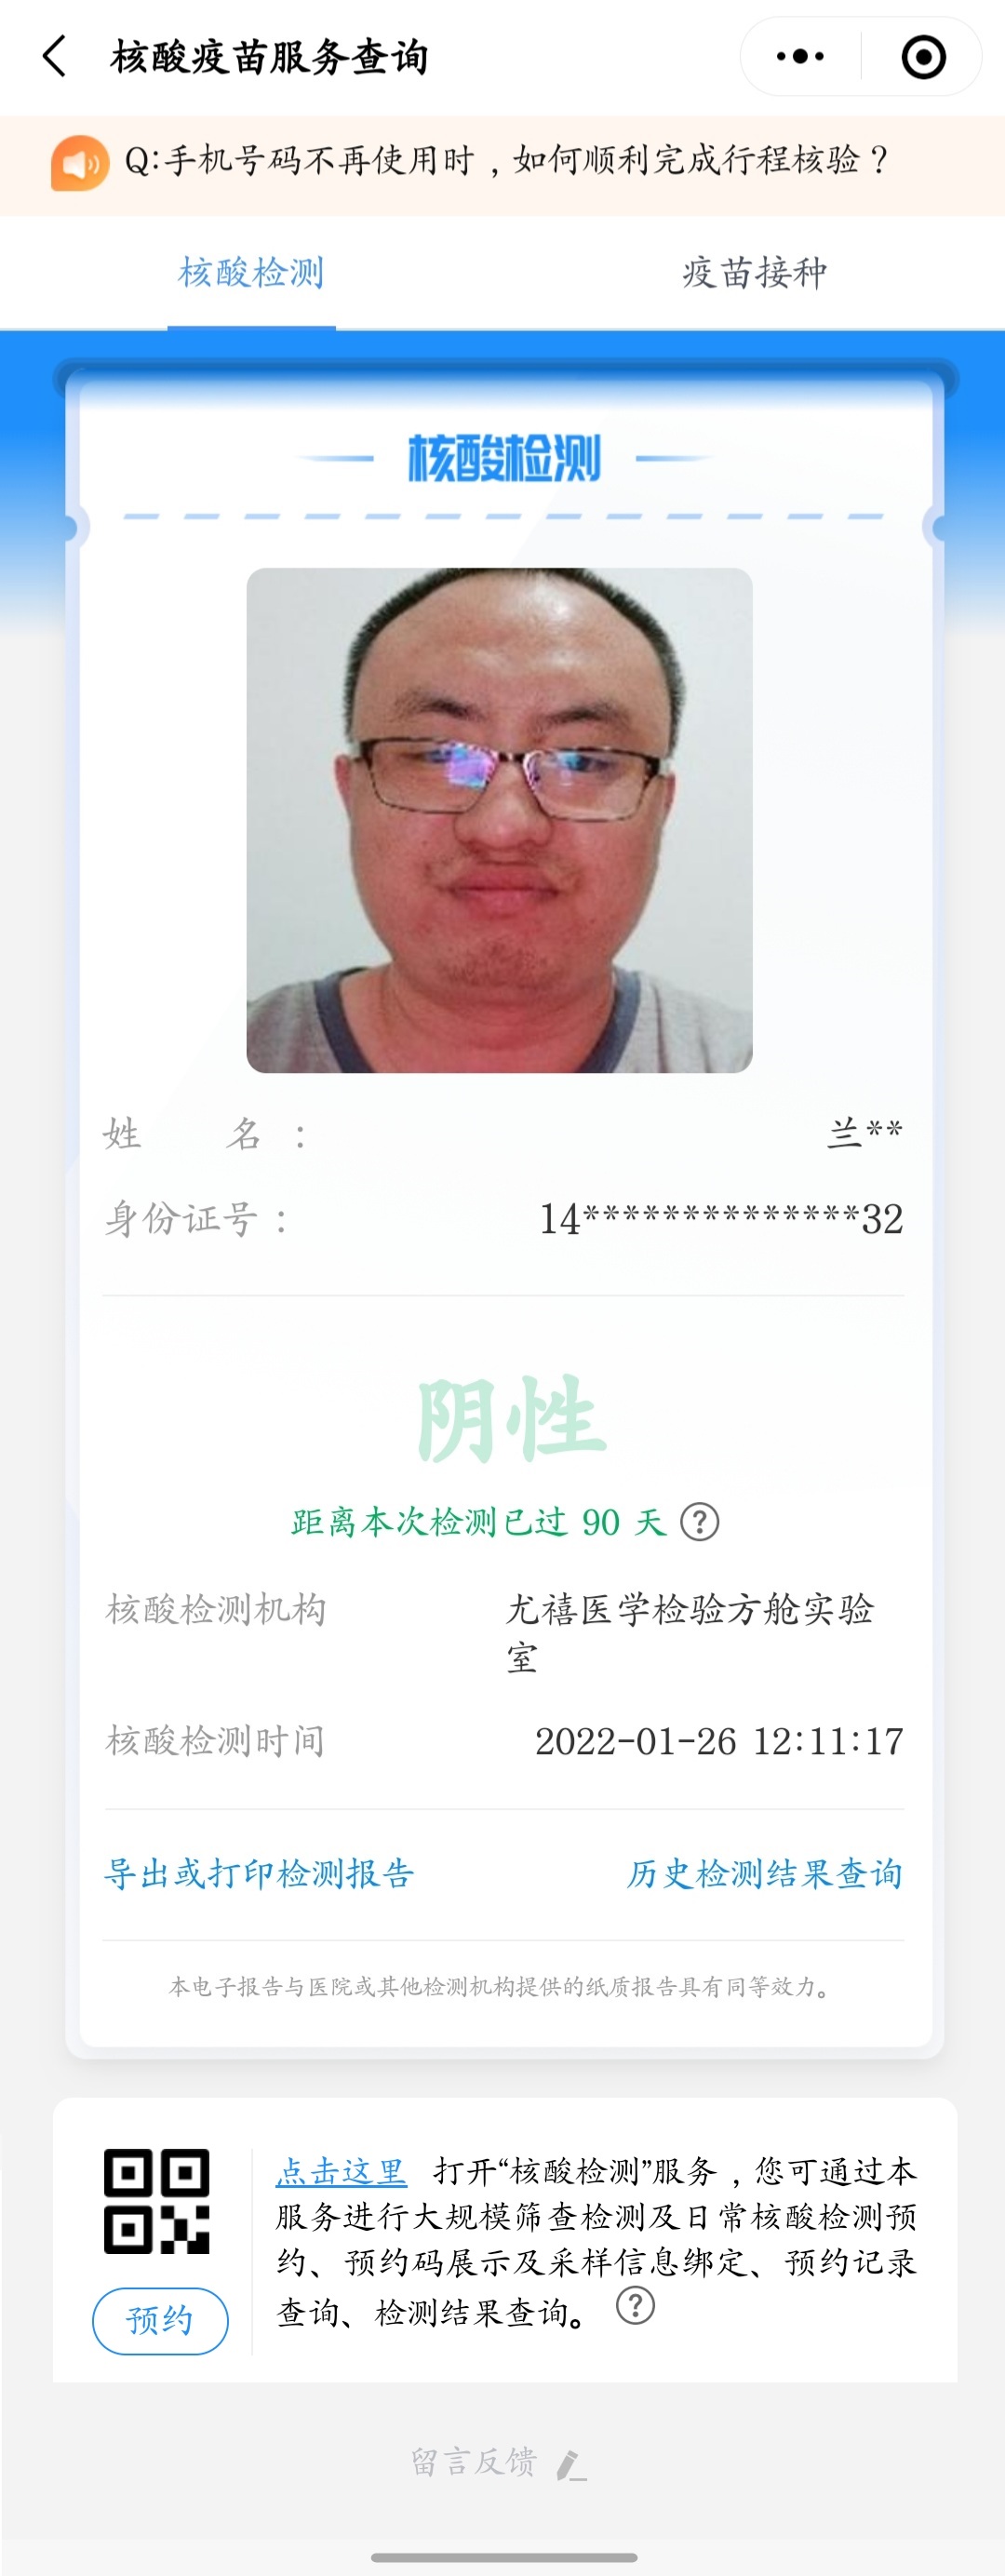 核酸疫苗服务查询
Q:手机号码不再使用时，如何顺利完成行程核验？
核酸检测
疫苗接种
核酸检测
姓 名：
兰**
身份证号：
14**************32
阴性
距离本次检测已过 90 天 ?
核酸检测机构
尤禧医学检验方舱实验
室
核酸检测时间
2022-01-26 12:11:17
导出或打印检测报告
历史检测结果查询
本电子报告与医院或其他检测机构提供的纸质报告具有同等效力。
点击这里 打开“核酸检测”服务，您可通过本
服务进行大规模筛查检测及日常核酸检测预
约、预约码展示及采样信息绑定、预约记录
查询、检测结果查询。 ?
预约
留言反馈